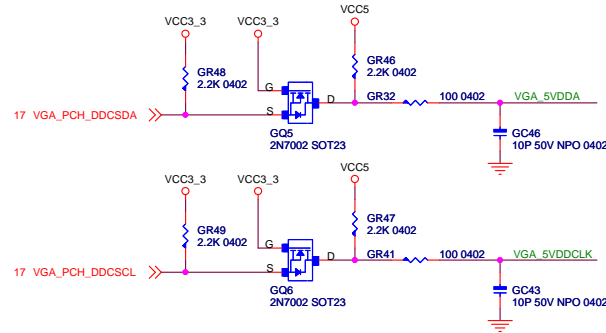 VCC3_3 VCC3_3 VCC5
GR48
2.2K 0402
GR46
2.2K 0402
G
S
D
GR32 100 0402 VGA_5VDDA
17 VGA_PCH_DDCSDA
GQ5
2N7002 SOT23
GC46
10P 50V NPO 0402
VCC3_3 VCC3_3 VCC5
GR49
2.2K 0402
GR47
2.2K 0402
G
S
D
GR41 100 0402 VGA_5VDDCLK
17 VGA_PCH_DDCSCL
GQ6
2N7002 SOT23
GC43
10P 50V NPO 0402